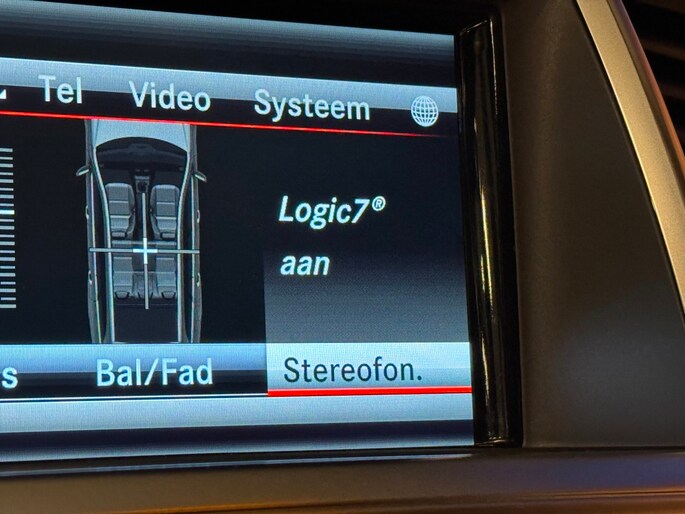 Tel Video Systeem
Logic7®
aan
Bal/Fad Stereofon.